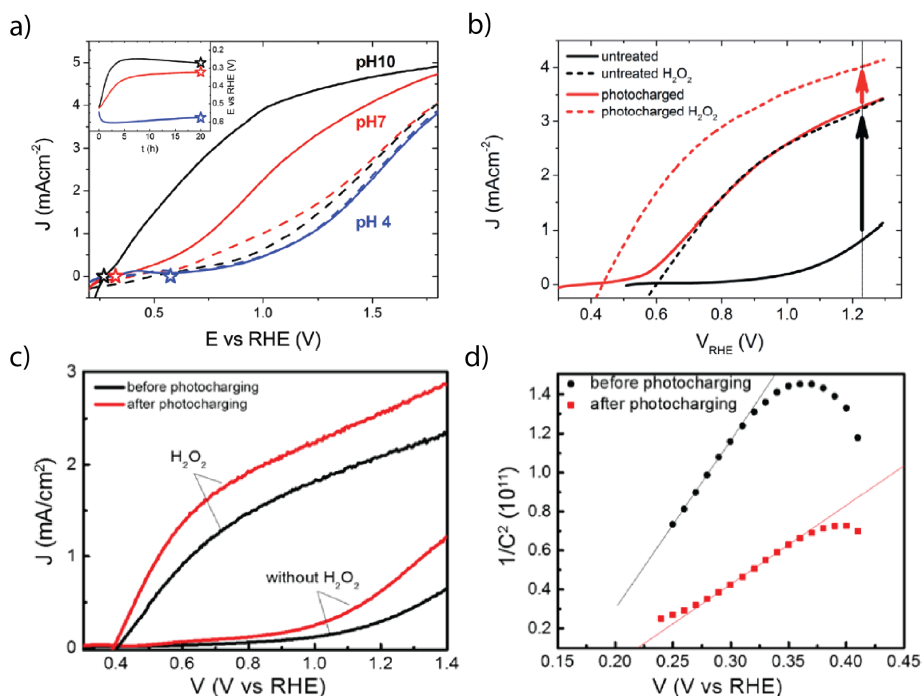 a)
pH10
pH7
pH 4
0.2
0.3
0.4
0.5
0.6
0 5 10 15 20
t (h)
E vs
RHE (V)
5
4
3
2
1
0
0.5 1.0 1.5
J (mAcm-2)
E vs RHE (V)
b)
untreated
untreated H2O2
photocharged
photocharged H2O2
4
3
2
1
0
0.4 0.6 0.8 1.0 1.2
J (mAcm-2)
VRHE (V)
c)
before photocharging
after photocharging
H2O2
without H2O2
3
2
1
0
0.4 0.6 0.8 1.0 1.2 1.4
J (mA/cm2)
V (V vs RHE)
d)
before photocharging
after photocharging
1.4
1.2
1.0
0.8
0.6
0.4
0.2
0.15 0.20 0.25 0.30 0.35 0.40 0.45
1/C2 (1011)
V (V vs RHE)